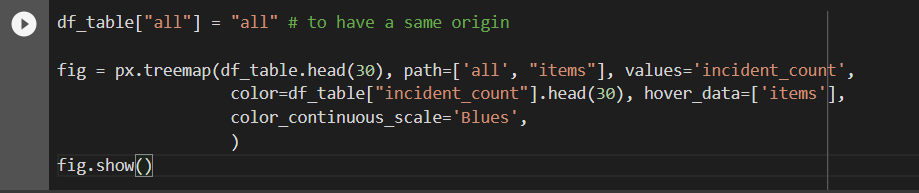 df_table["all"] = "all" # to have a same origin
fig = px.treemap(df_table.head(30), path=['all', "items"], values='incident_count',
color=df_table["incident_count"].head(30), hover_data=['items'],
color_continuous_scale='Blues',
)
fig.show()